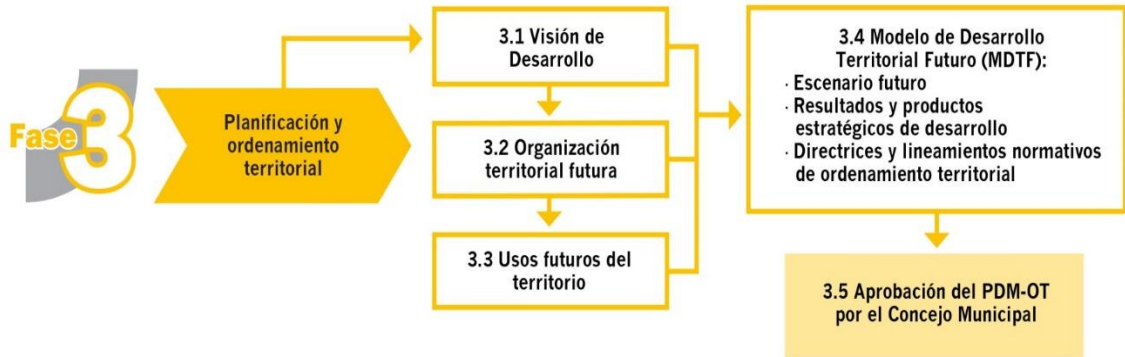 Fase 3
Planificación y
ordenamiento
territorial
3.1 Visión de
Desarrollo
3.2 Organización
territorial futura
3.3 Usos futuros del
territorio
3.4 Modelo de Desarrollo
Territorial Futuro (MDTF):
· Escenario futuro
· Resultados y productos
estratégicos de desarrollo
· Directrices y lineamientos normativos
de ordenamiento territorial
3.5 Aprobación del PDM-OT
por el Concejo Municipal